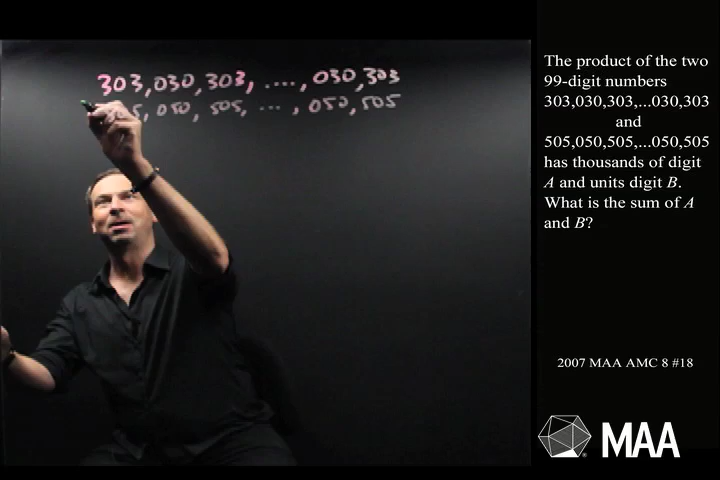 303,030,303, ...., 030,303
5,050, 505, ... , 050,505
The product of the two
99-digit numbers
303,030,303,...030,303
and
505,050,505,...050,505
has thousands of digit
A and units digit B.
What is the sum of A
and B?
2007 MAA AMC 8 #18
MAA